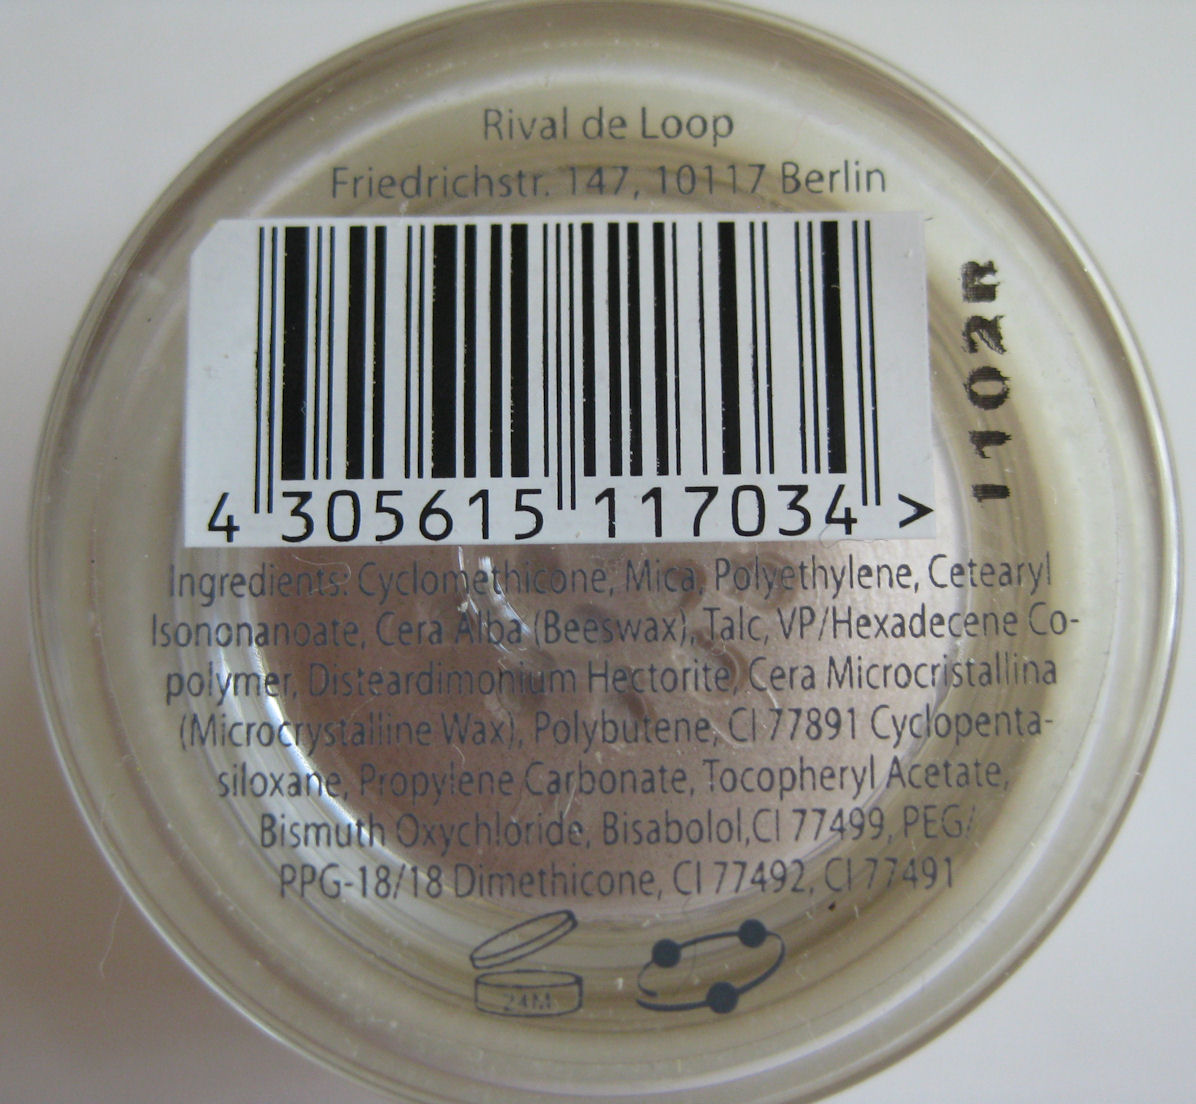 Rival de Loop
Friedrichstr. 147, 10117 Berlin
4 305615 117034 >
1102R
Ingredients: Cyclomethicone, Mica, Polyethylene, Cetearyl
Isononanoate, Cera Alba (Beeswax), Talc, VP/Hexadecene Co-
polymer, Disteardimonium Hectorite, Cera Microcristallina
(Microcrystalline Wax), Polybutene, CI 77891 Cyclopenta-
siloxane, Propylene Carbonate, Tocopheryl Acetate,
Bismuth Oxychloride, Bisabolol,CI 77499, PEG/
PPG-18/18 Dimethicone, CI 77492, CI 77491
24M